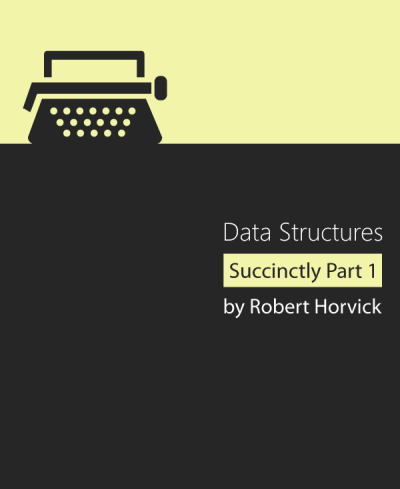 Data Structures
Succinctly Part 1
by Robert Horvick